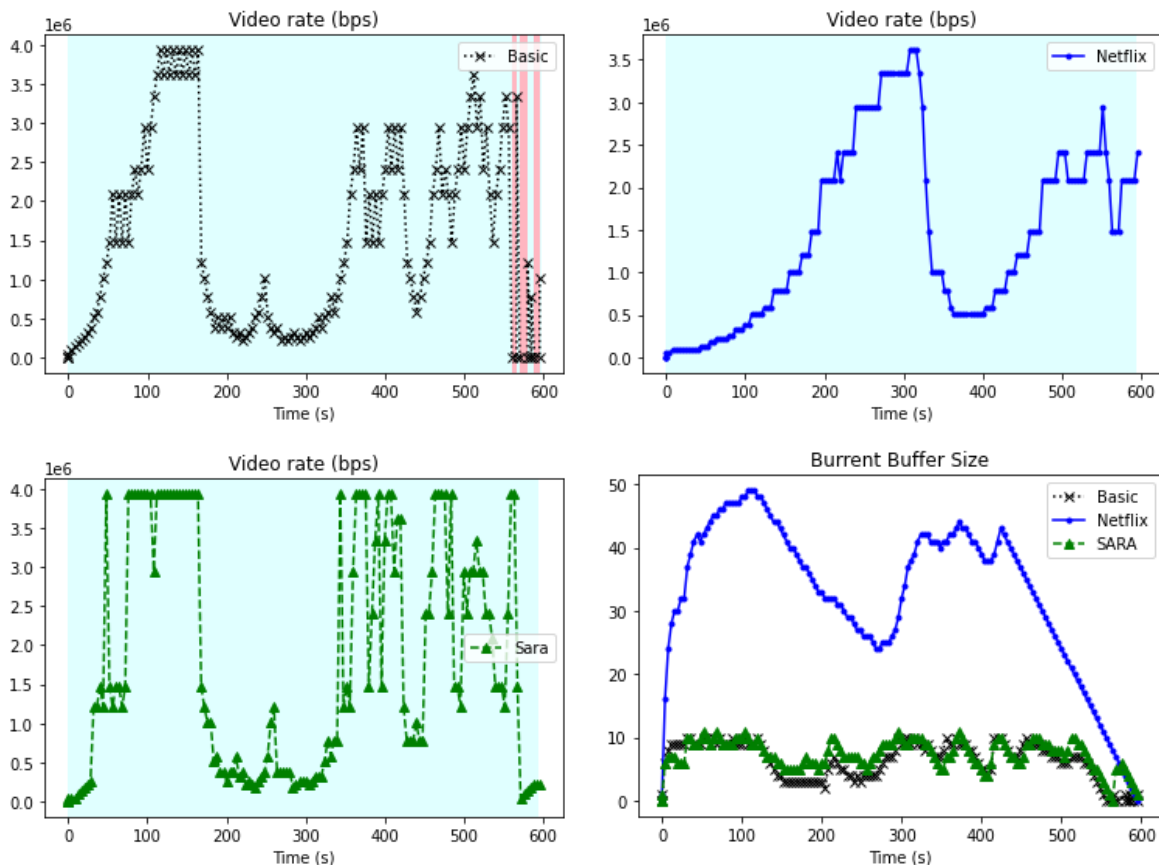 Video rate (bps)
1e6
4.0
3.5
3.0
2.5
2.0
1.5
1.0
0.5
0.0
Basic
0 100 200 300 400 500 600
Time (s)
Video rate (bps)
1e6
3.5
3.0
2.5
2.0
1.5
1.0
0.5
0.0
Netflix
0 100 200 300 400 500 600
Time (s)
Video rate (bps)
1e6
4.0
3.5
3.0
2.5
2.0
1.5
1.0
0.5
0.0
Sara
0 100 200 300 400 500 600
Time (s)
Burrent Buffer Size
50
40
30
20
10
0
Basic
Netflix
SARA
0 100 200 300 400 500 600
Time (s)